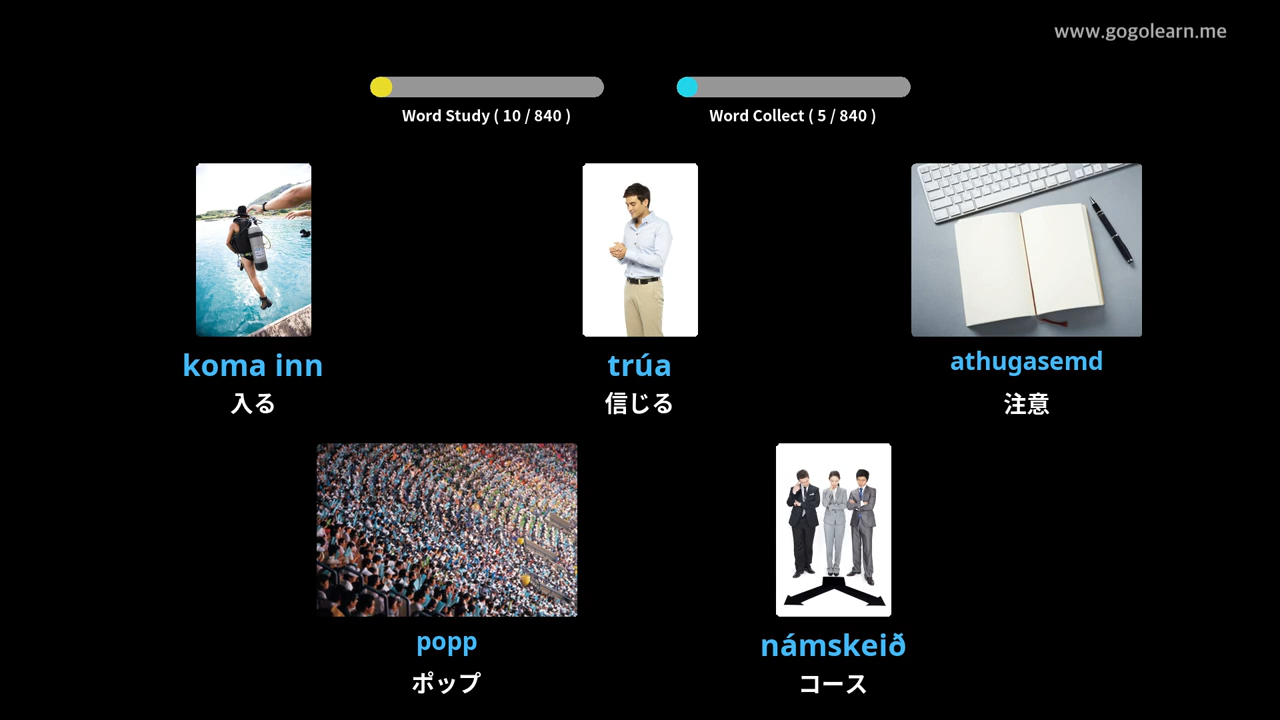 www.gogolearn.me
Word Study ( 10 / 840 )
Word Collect ( 5 / 840 )
koma inn
入る
trúa
信じる
athugasemd
注意
popp
ポップ
námskeið
コース